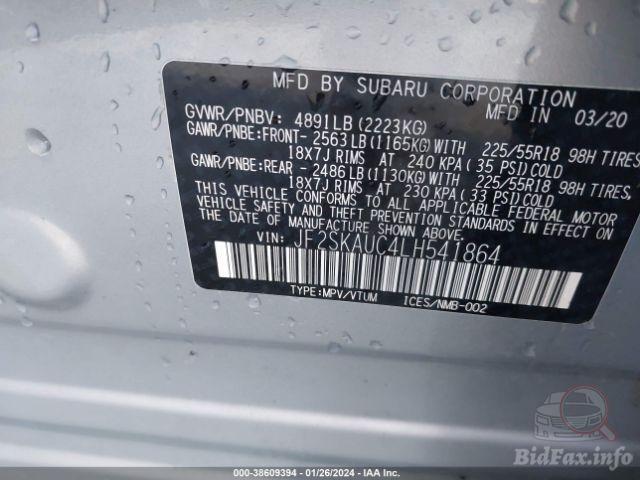 MFD BY SUBARU CORPORATION
MFD IN 03/20
GVWR/PNBV: 4891LB (2223KG)
GAWR/PNBE:FRONT- 2563LB (1165KG) WITH 225/55R18 98H TIRES,
18X7J RIMS AT 240 KPA (35 PSI) COLD
GAWR/PNBE:REAR - 2486LB (1130KG) WITH 225/55R18 98H TIRES,
18X7J RIMS AT 230 KPA (33 PSI) COLD
THIS VEHICLE CONFORMS TO ALL APPLICABLE FEDERAL MOTOR
VEHICLE SAFETY AND THEFT PREVENTION STANDARDS IN EFFECT ON
THE DATE OF MANUFACTURE SHOWN ABOVE.
VIN: JF2SKAUC4LH541864
TYPE:MPV/VTUM ICES/NMB-002
BidFax.info
000-38609394 - 01/26/2024 - IAA Inc.